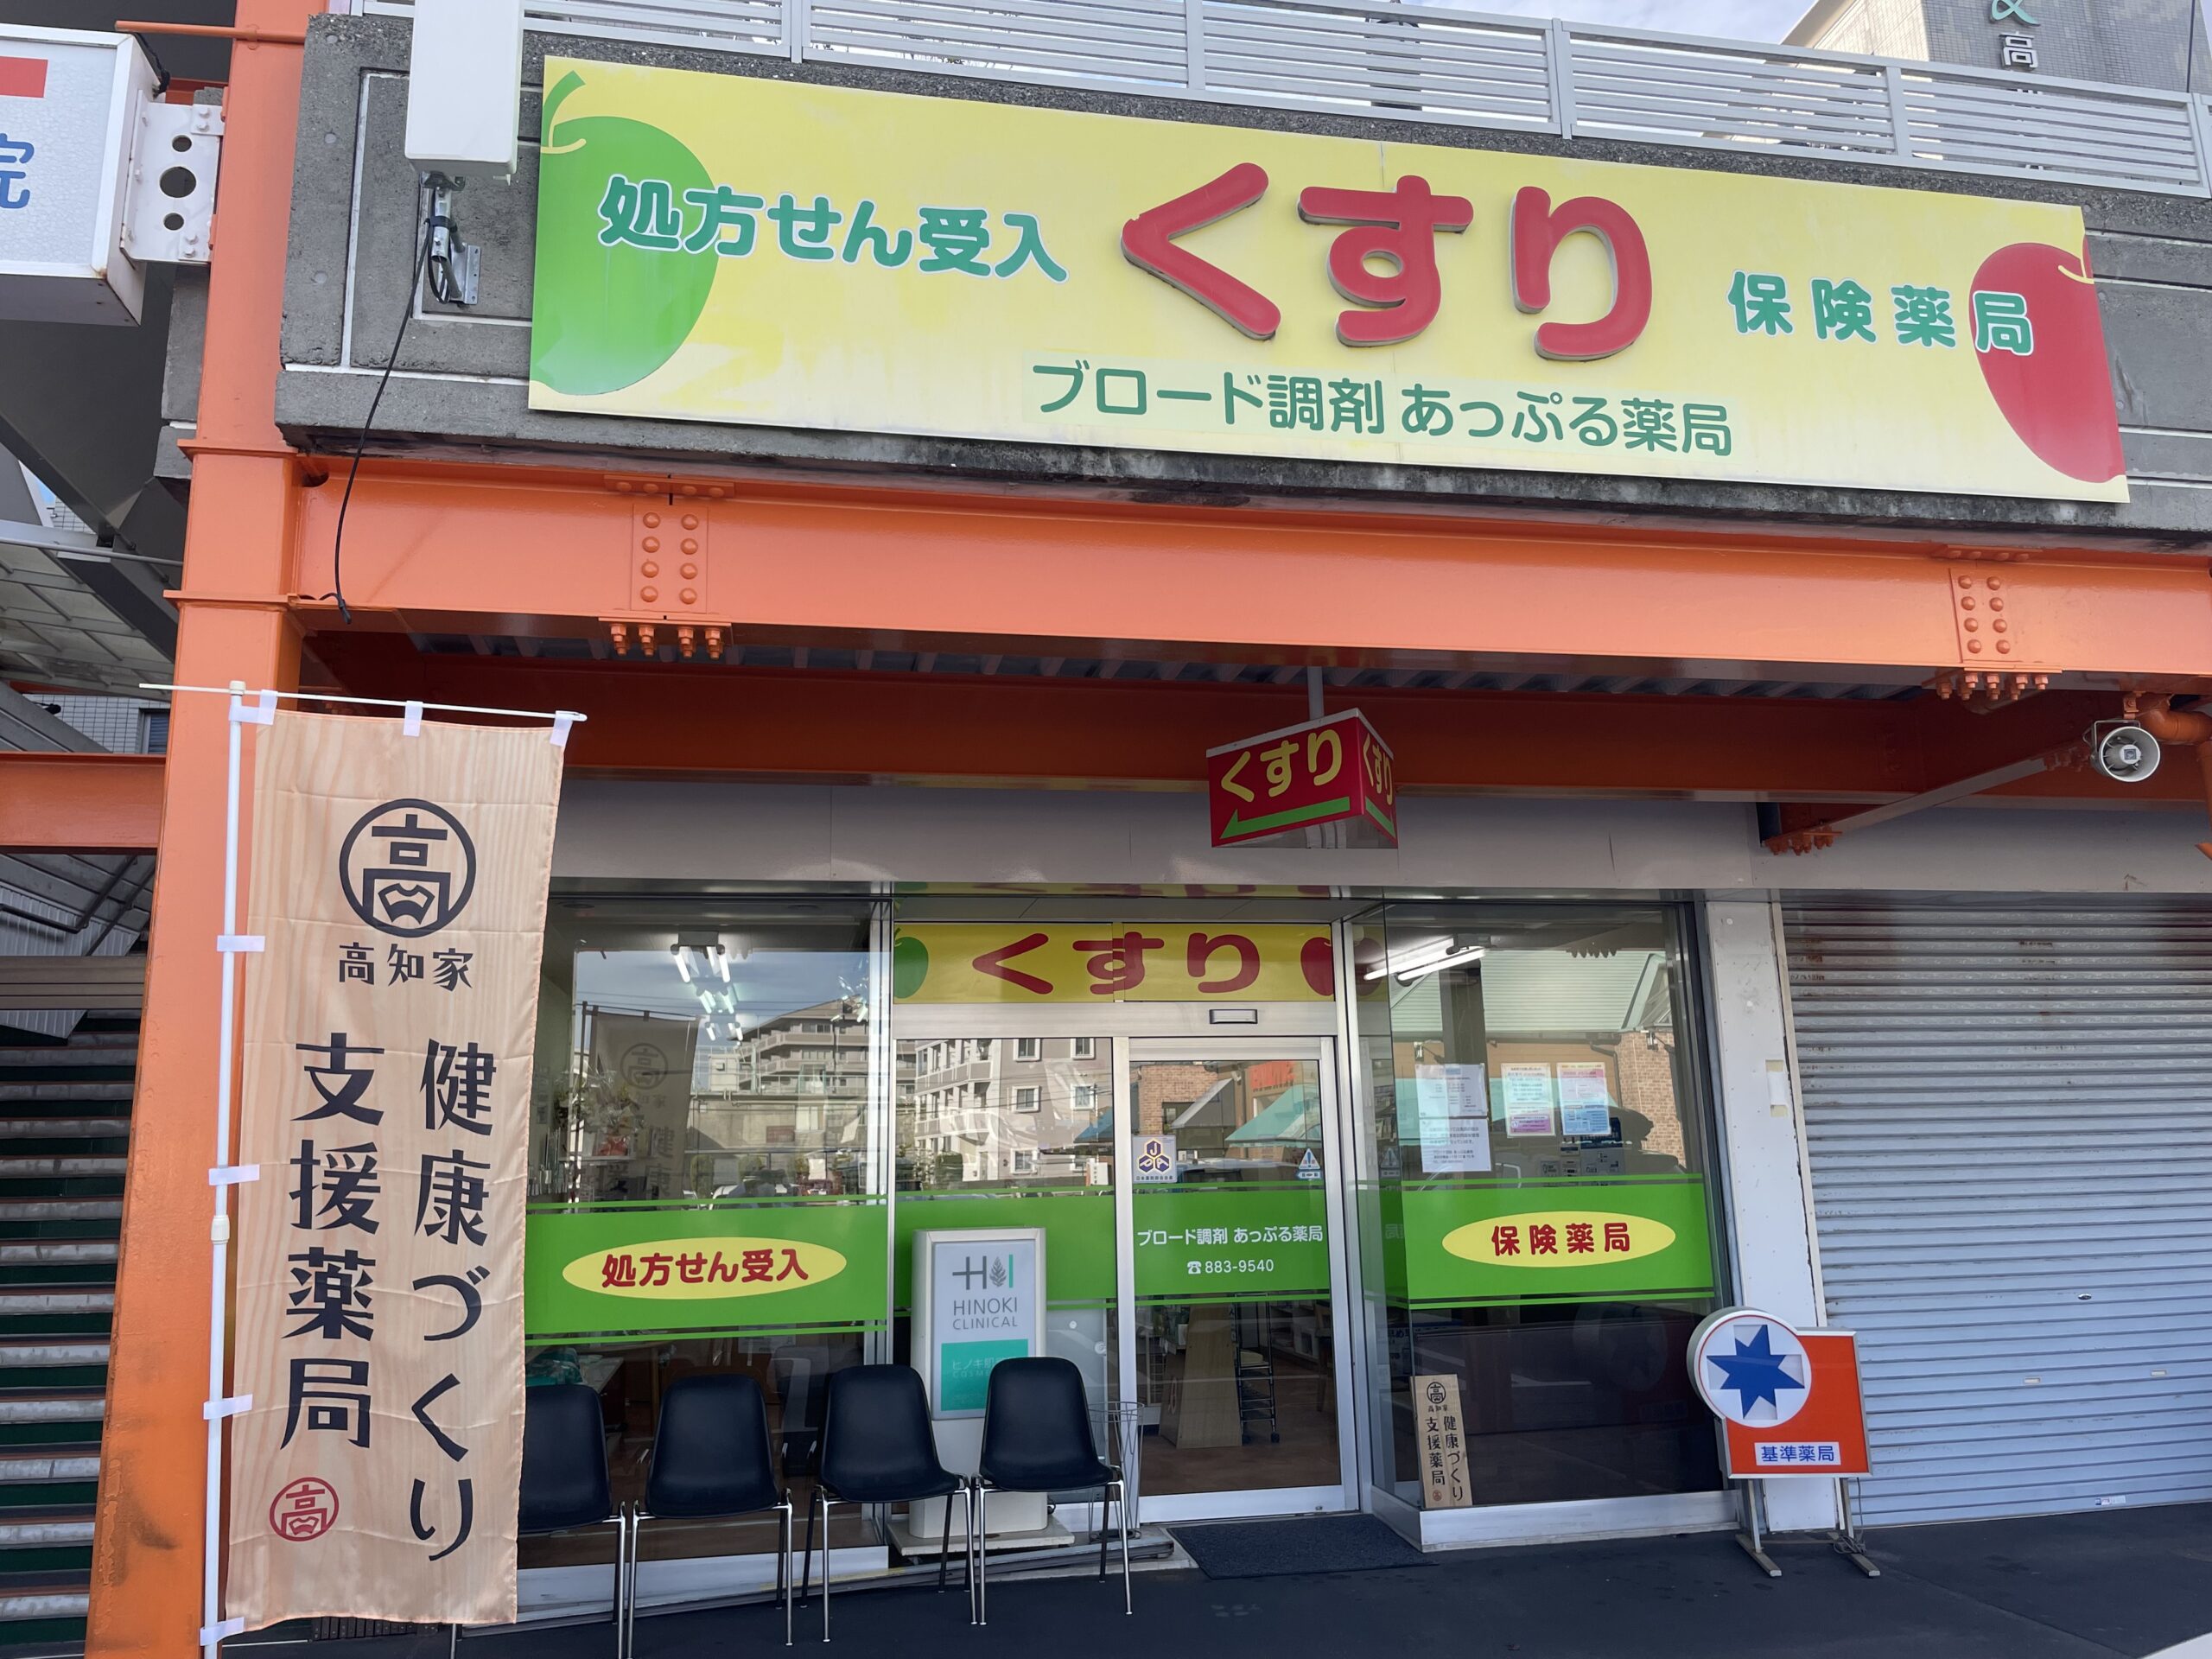 高
完
処方せん受入
くすり
保険薬局
ブロード調剤 あっぷる薬局
くすり
くすり
高
高知家
健康づくり
支援薬局
高
くすり
処方せん受入
ブロード調剤 あっぷる薬局
☎883-9540
保険薬局
HINOKI
CLINICAL
高
高知家
健康づくり
支援薬局
基準薬局